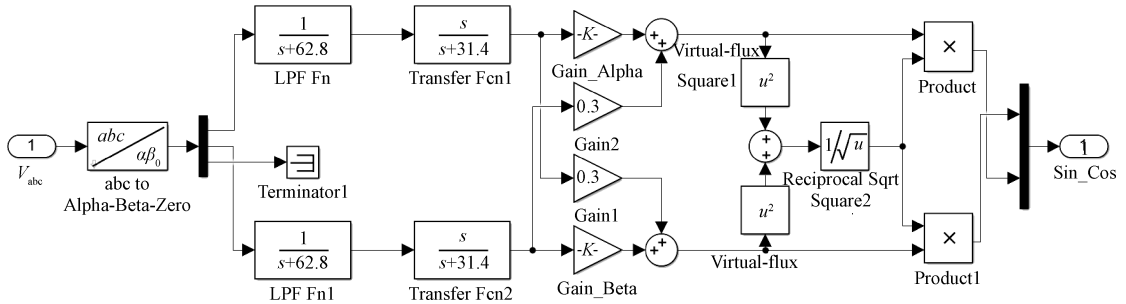 1
V_abc
abc
αβ₀
abc to
Alpha-Beta-Zero
1
s+62.8
LPF Fn
s
s+31.4
Transfer Fcn1
Terminator1
1
s+62.8
LPF Fn1
s
s+31.4
Transfer Fcn2
-K-
Gain_Alpha
0.3
Gain2
0.3
Gain1
-K-
Gain_Beta
+
+
+
+
Virtual-flux
Square1
u²
+
+
u²
Virtual-flux
1/√u
Reciprocal Sqrt
Square2
×
Product
×
Product1
1
Sin_Cos